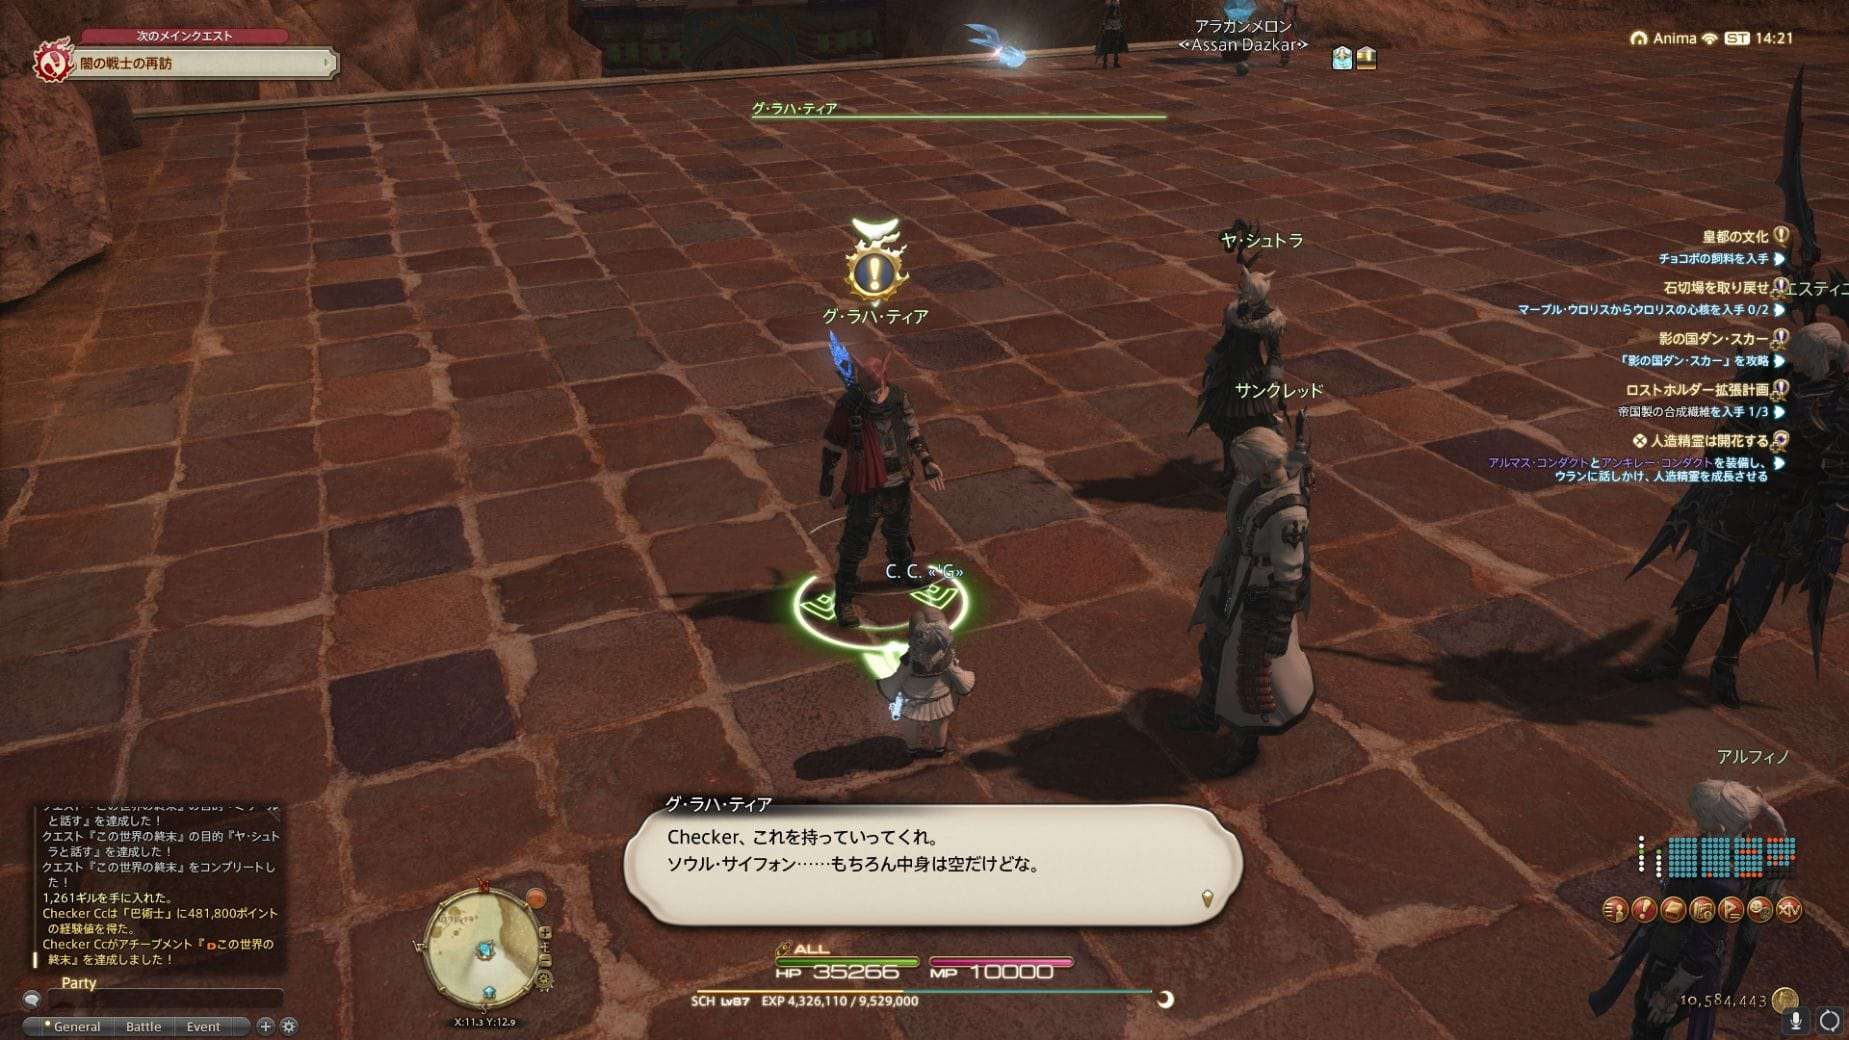 次のメインクエスト
闇の戦士の再訪
アラガンメロン
«Assan Dazkar»
Anima
ST 14:21
グ・ラハ・ティア
グ・ラハ・ティア
ヤ・シュトラ
サンクレッド
エスティニ
C. C. «'G»
皇都の文化
チョコボの飼料を入手
石切場を取り戻せ
マーブル・ウロリスからウロリスの心核を入手 0/2
影の国ダン・スカー
「影の国ダン・スカー」を攻略
ロストホルダー拡張計画
帝国製の合成繊維を入手 1/3
人造精霊は開花する
アルマス・コンダクトとアンキレー・コンダクトを装備し、
ウランに話しかけ、人造精霊を成長させる
アルフィノ
グ・ラハ・ティア
Checker、これを持っていってくれ。
ソウル・サイフォン……もちろん中身は空だけどな。
と話す』を達成した！
クエスト『この世界の終末』の目的『ヤ・シュト
ラと話す』を達成した！
クエスト『この世界の終末』をコンプリートし
た！
1,261ギルを手に入れた。
Checker Ccは「巴術士」に481,800ポイント
の経験値を得た。
Checker Ccがアチーブメント『この世界の
終末』を達成しました！
Party
General
Battle
Event
X:11.3 Y:12.9
ALL
HP 35266
MP 10000
SCH Lv87 EXP 4,326,110 / 9,529,000
XIV
10,584,443